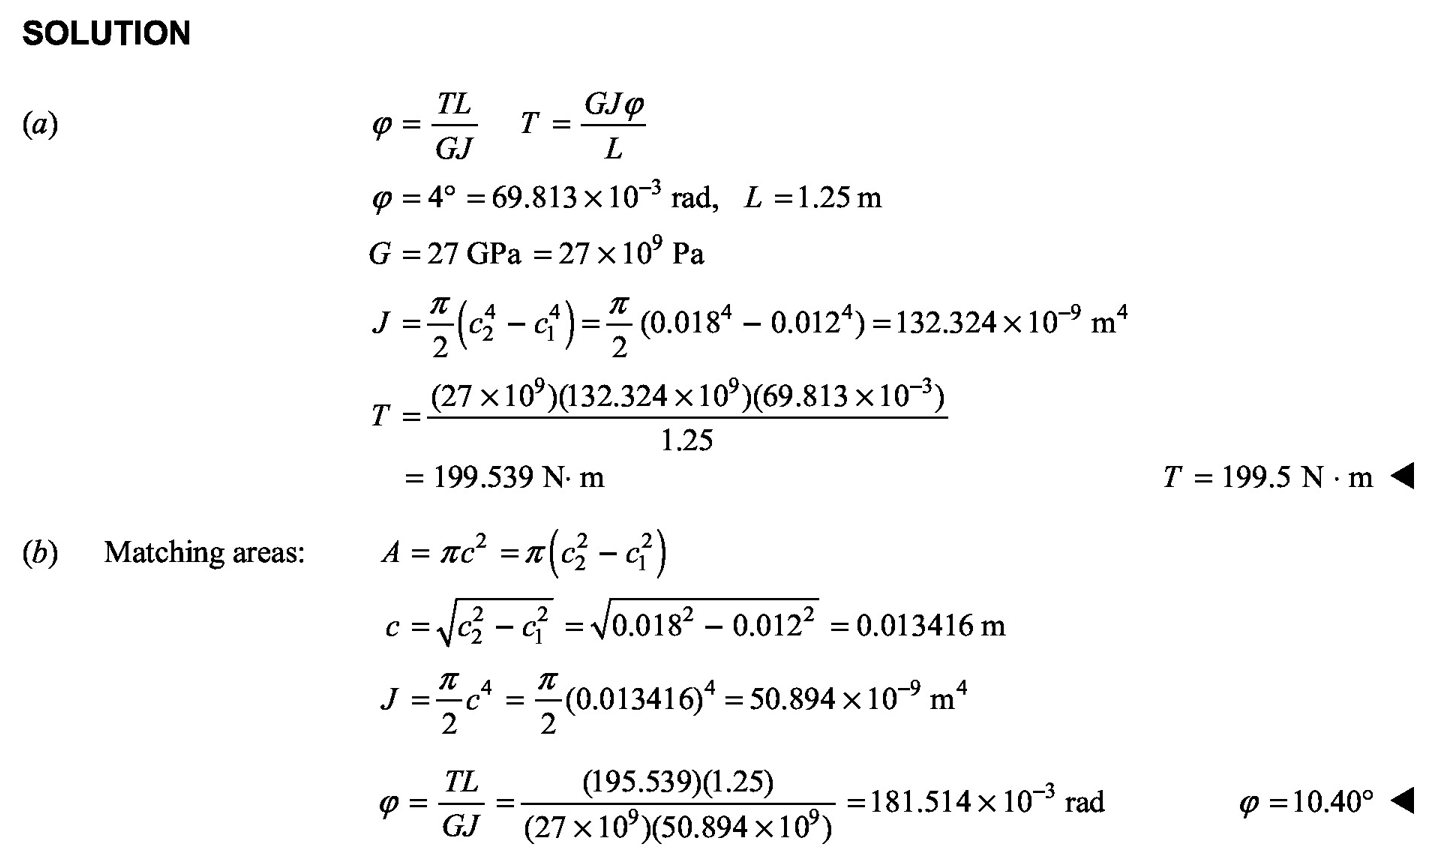 SOLUTION
(a) φ = TL/GJ T = GJφ/L
φ = 4° = 69.813 × 10⁻³ rad, L = 1.25 m
G = 27 GPa = 27 × 10⁹ Pa
J = π/2 (c₂⁴ − c₁⁴) = π/2 (0.018⁴ − 0.012⁴) = 132.324 × 10⁻⁹ m⁴
T = (27 × 10⁹)(132.324 × 10⁹)(69.813 × 10⁻³)/1.25
= 199.539 N· m T = 199.5 N · m ◀
(b) Matching areas: A = πc² = π(c₂² − c₁²)
c = √(c₂² − c₁²) = √(0.018² − 0.012²) = 0.013416 m
J = π/2 c⁴ = π/2 (0.013416)⁴ = 50.894 × 10⁻⁹ m⁴
φ = TL/GJ = (195.539)(1.25)/(27 × 10⁹)(50.894 × 10⁹) = 181.514 × 10⁻³ rad φ = 10.40° ◀